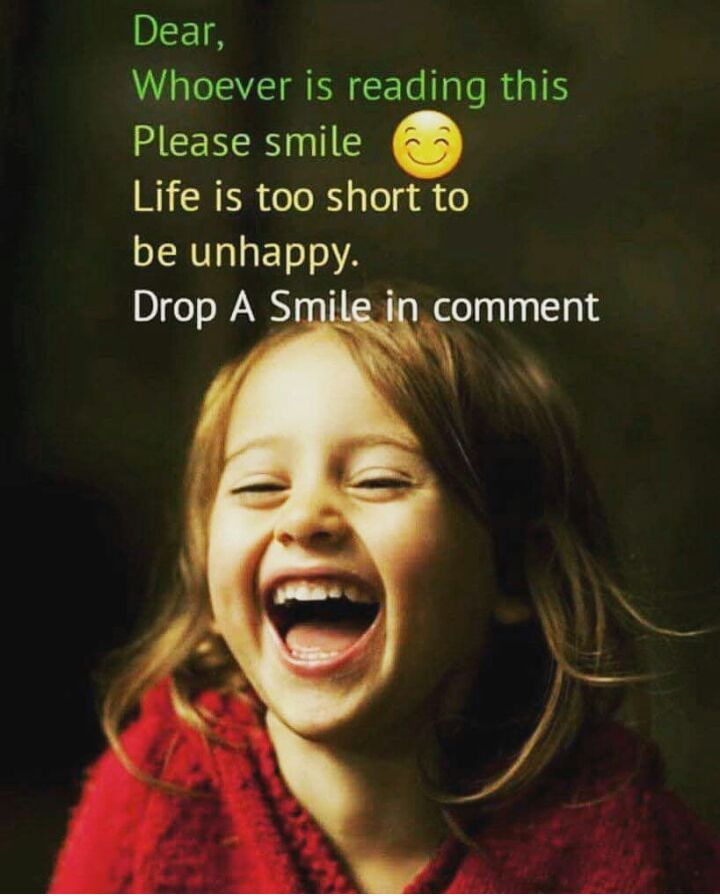 Dear,
Whoever is reading this
Please smile 😊
Life is too short to
be unhappy.
Drop A Smile in comment